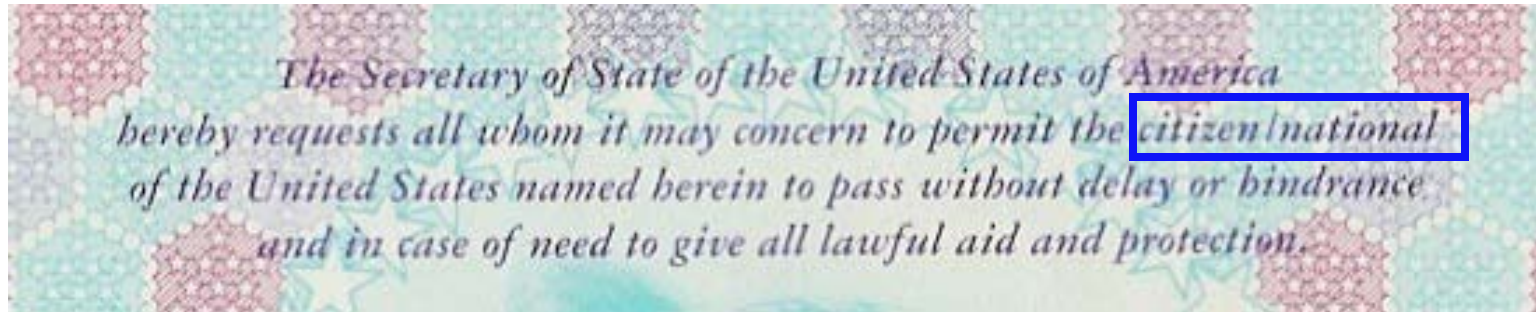 The Secretary of State of the United States of America
hereby requests all whom it may concern to permit the citizen/national
of the United States named herein to pass without delay or hindrance
and in case of need to give all lawful aid and protection.